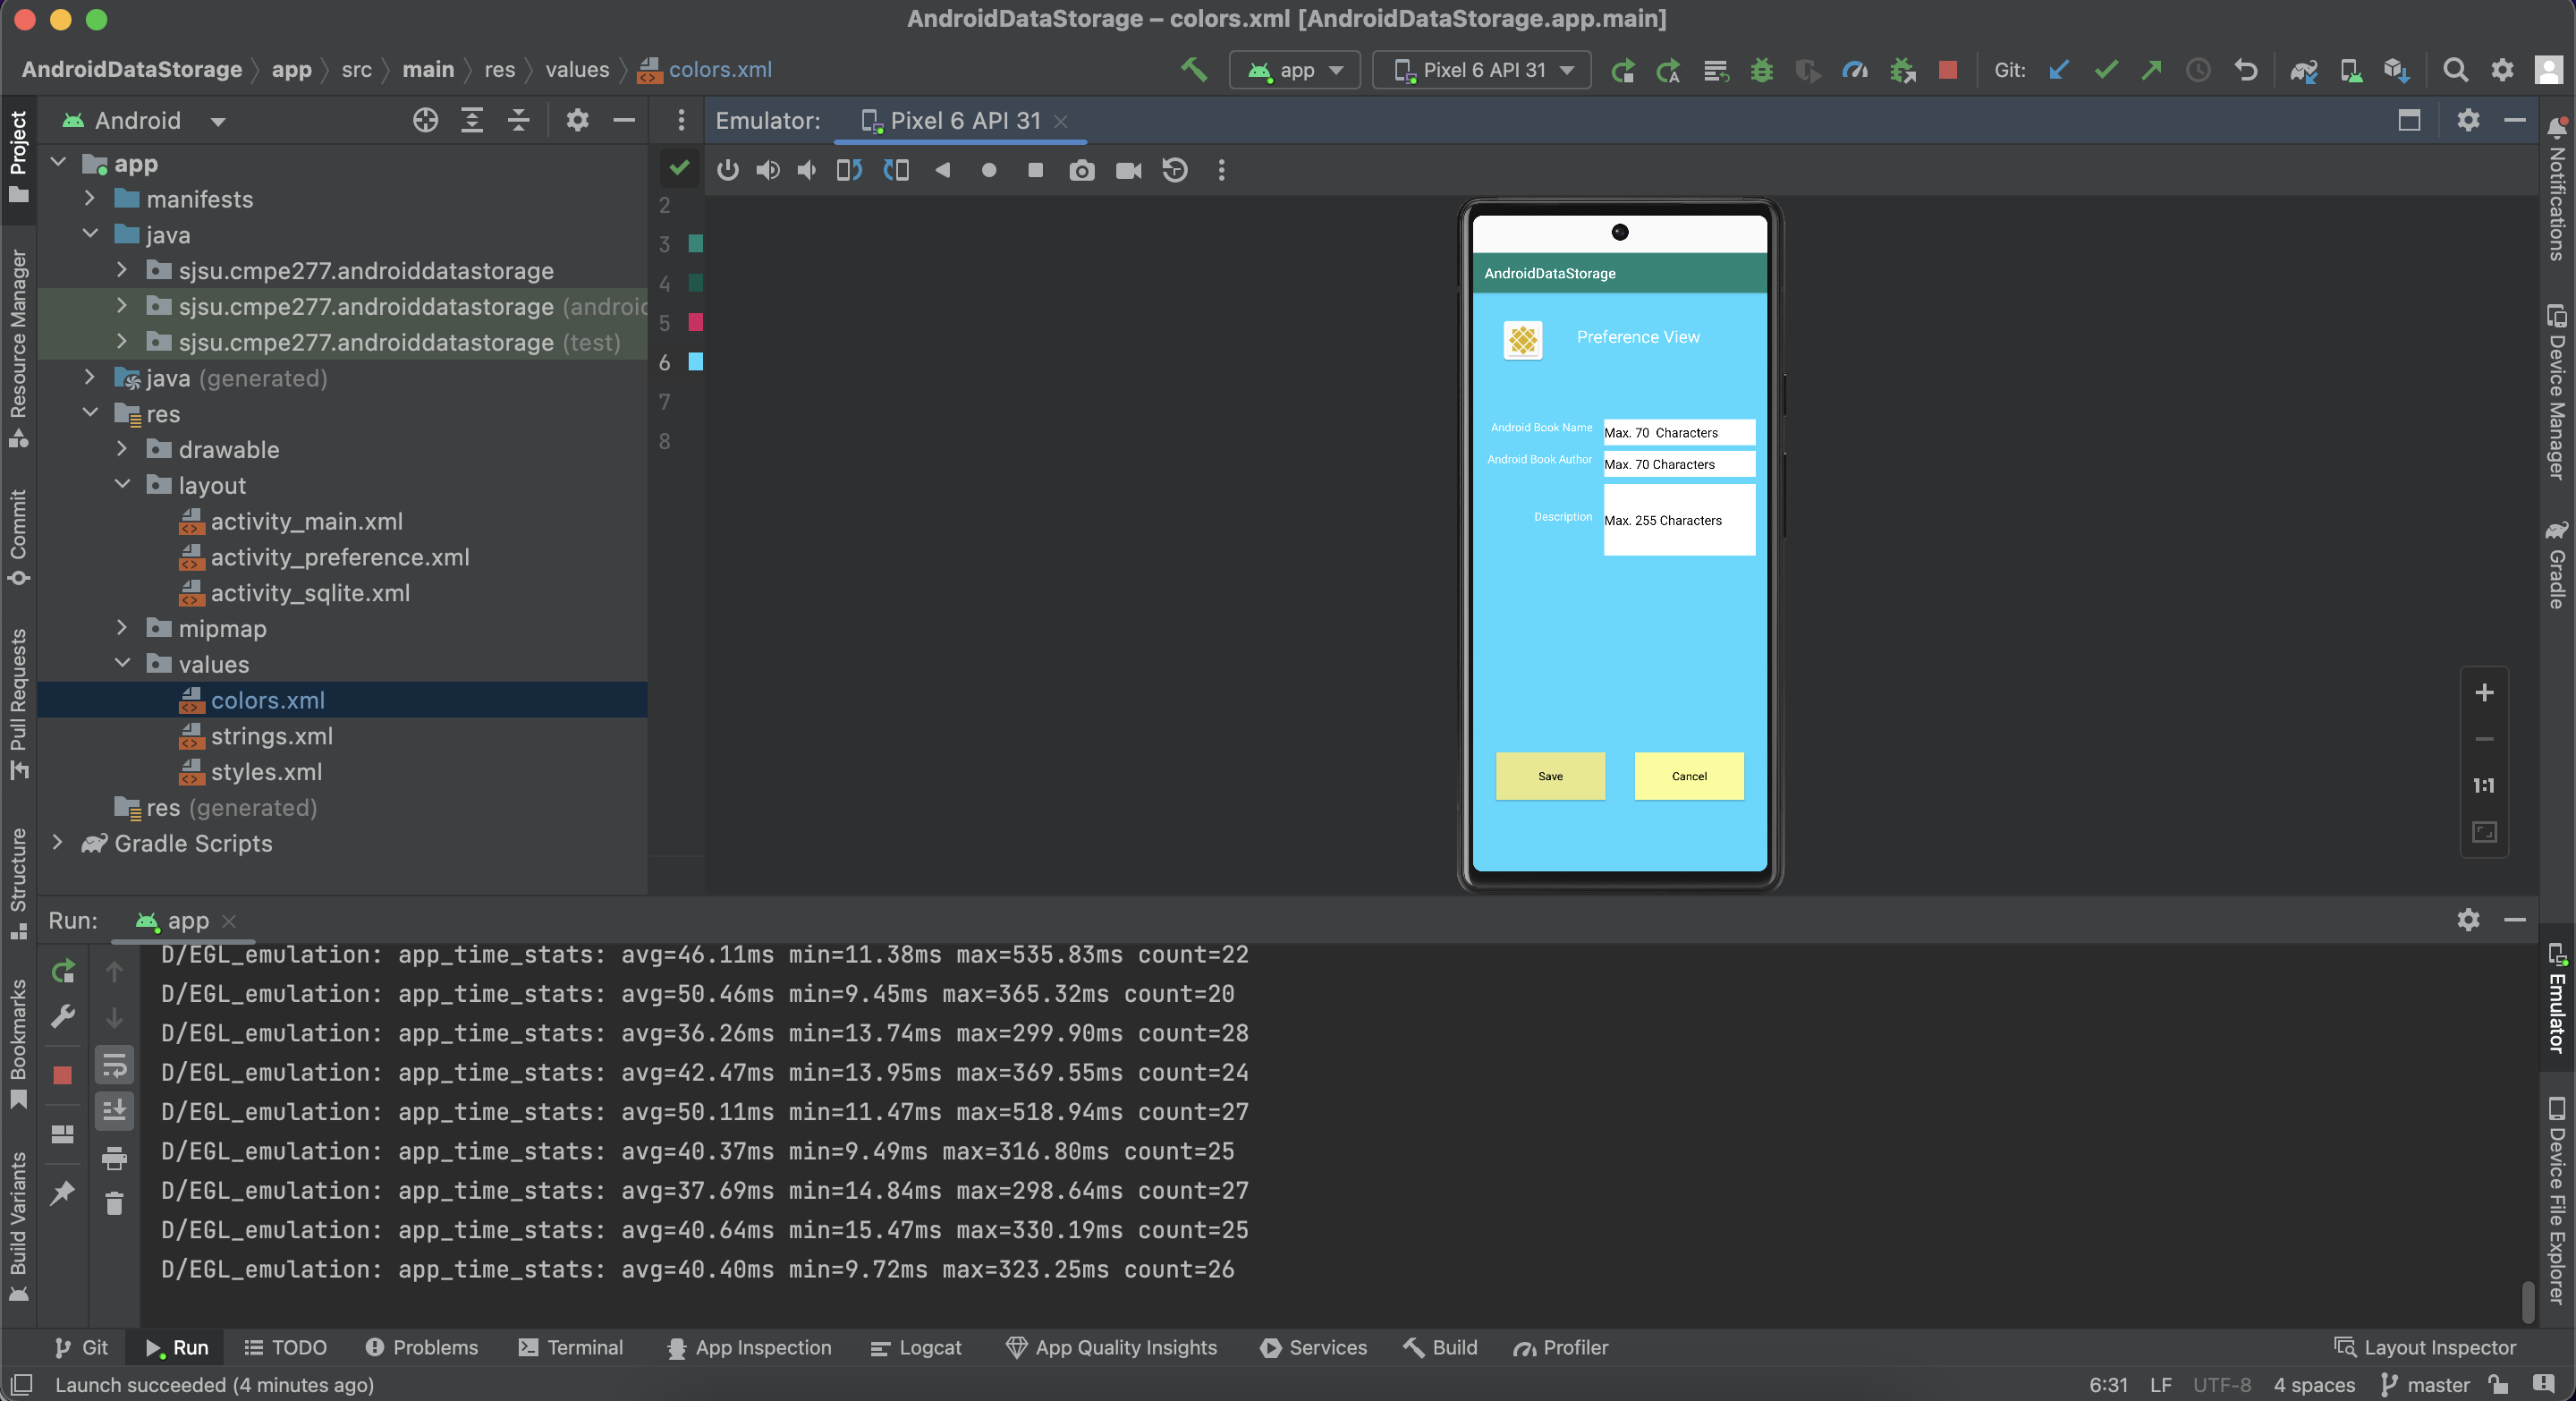 AndroidDataStorage – colors.xml [AndroidDataStorage.app.main]
AndroidDataStorage app src main res values colors.xml
app Pixel 6 API 31 Git:
Project
Resource Manager
Commit
Pull Requests
Structure
Bookmarks
Build Variants
Android
app
manifests
java
sjsu.cmpe277.androiddatastorage
sjsu.cmpe277.androiddatastorage (android
sjsu.cmpe277.androiddatastorage (test)
java (generated)
res
drawable
layout
activity_main.xml
activity_preference.xml
activity_sqlite.xml
mipmap
values
colors.xml
strings.xml
styles.xml
res (generated)
Gradle Scripts
2
3
4
5
6
7
8
Emulator: Pixel 6 API 31
AndroidDataStorage
Preference View
Android Book Name Max. 70  Characters
Android Book Author Max. 70 Characters
Description Max. 255 Characters
Save Cancel
1:1
Notifications
Device Manager
Gradle
Emulator
Device File Explorer
Run: app
D/EGL_emulation: app_time_stats: avg=46.11ms min=11.38ms max=535.83ms count=22
D/EGL_emulation: app_time_stats: avg=50.46ms min=9.45ms max=365.32ms count=20
D/EGL_emulation: app_time_stats: avg=36.26ms min=13.74ms max=299.90ms count=28
D/EGL_emulation: app_time_stats: avg=42.47ms min=13.95ms max=369.55ms count=24
D/EGL_emulation: app_time_stats: avg=50.11ms min=11.47ms max=518.94ms count=27
D/EGL_emulation: app_time_stats: avg=40.37ms min=9.49ms max=316.80ms count=25
D/EGL_emulation: app_time_stats: avg=37.69ms min=14.84ms max=298.64ms count=27
D/EGL_emulation: app_time_stats: avg=40.64ms min=15.47ms max=330.19ms count=25
D/EGL_emulation: app_time_stats: avg=40.40ms min=9.72ms max=323.25ms count=26
Git Run TODO Problems Terminal App Inspection Logcat App Quality Insights Services Build Profiler Layout Inspector
Launch succeeded (4 minutes ago) 6:31 LF UTF-8 4 spaces master